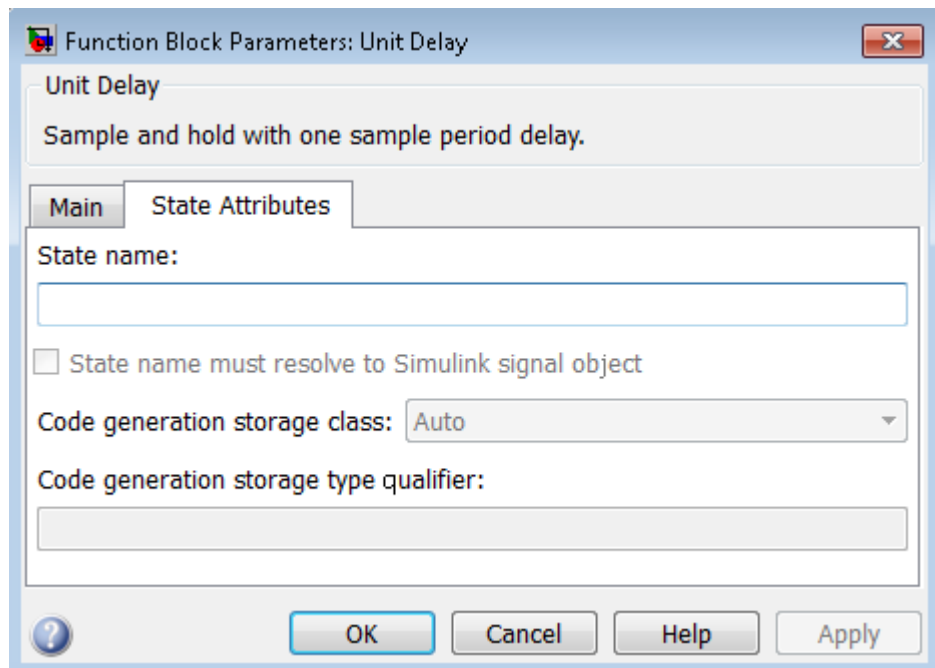 Function Block Parameters: Unit Delay
Unit Delay
Sample and hold with one sample period delay.
Main State Attributes
State name:
State name must resolve to Simulink signal object
Code generation storage class: Auto
Code generation storage type qualifier:
? OK Cancel Help Apply